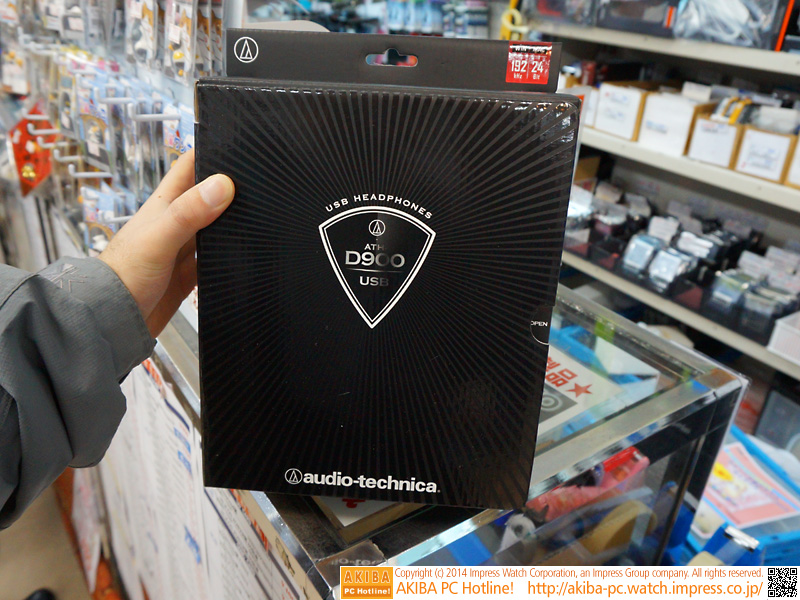 192 24
kHz Bit
USB HEADPHONES
ATH
D900
USB
OPEN
audio-technica
AKIBA
PC Hotline!
Copyright (c) 2014 Impress Watch Corporation, an Impress Group company. All rights reserved.
AKIBA PC Hotline! http://akiba-pc.watch.impress.co.jp/